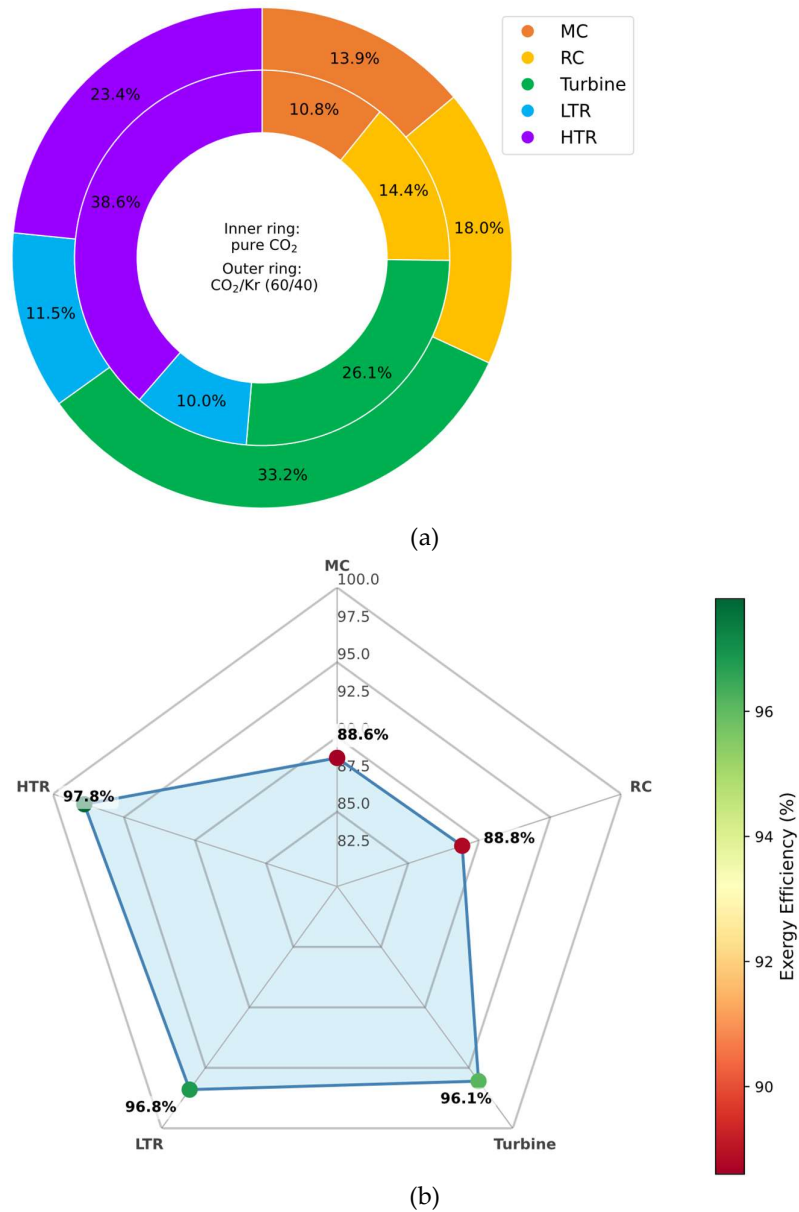 MC
RC
Turbine
LTR
HTR
13.9%
10.8%
23.4%
38.6%
14.4%
18.0%
Inner ring:
pure CO₂
Outer ring:
CO₂/Kr (60/40)
11.5%
10.0%
26.1%
33.2%
(a)
MC
100.0
97.5
95.0
92.5
88.6%
87.5
85.0
82.5
HTR
97.8%
RC
88.8%
96.8%
96.1%
LTR
Turbine
96
94
92
90
Exergy Efficiency (%)
(b)